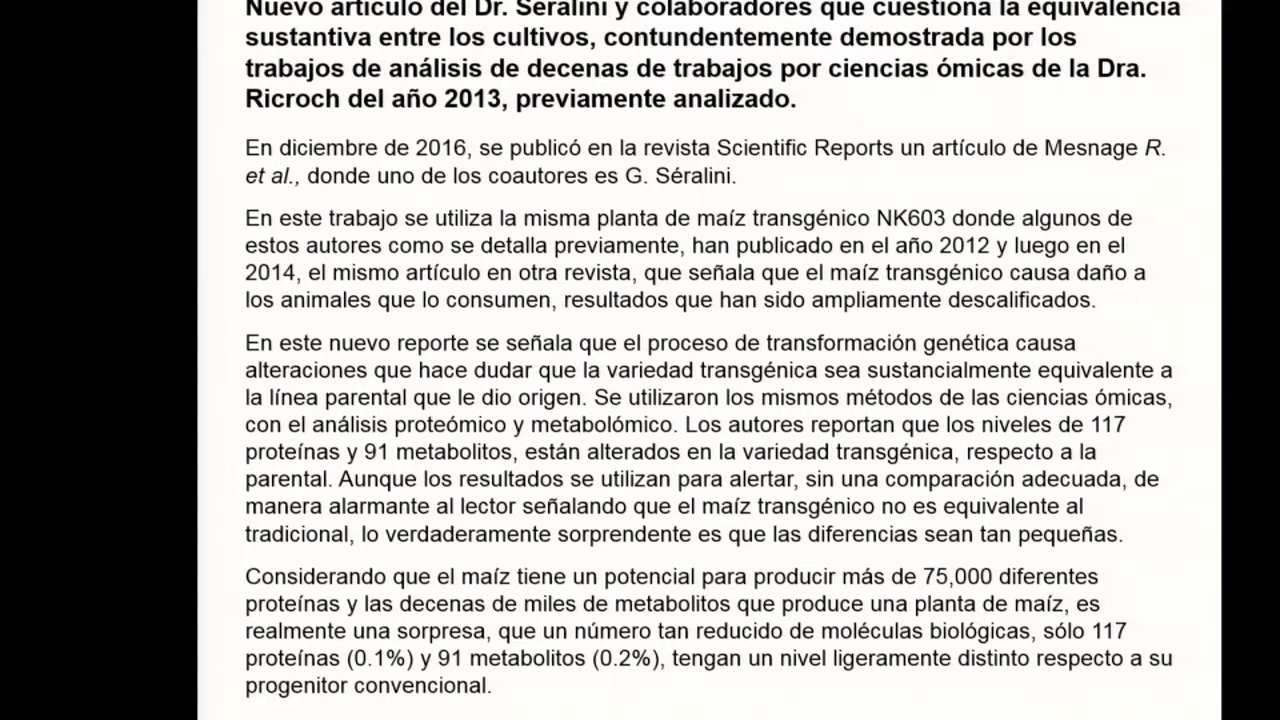 Nuevo artículo del Dr. Séralini y colaboradores que cuestiona la equivalencia
sustantiva entre los cultivos, contundentemente demostrada por los
trabajos de análisis de decenas de trabajos por ciencias ómicas de la Dra.
Ricroch del año 2013, previamente analizado.
En diciembre de 2016, se publicó en la revista Scientific Reports un artículo de Mesnage R.
et al., donde uno de los coautores es G. Séralini.
En este trabajo se utiliza la misma planta de maíz transgénico NK603 donde algunos de
estos autores como se detalla previamente, han publicado en el año 2012 y luego en el
2014, el mismo artículo en otra revista, que señala que el maíz transgénico causa daño a
los animales que lo consumen, resultados que han sido ampliamente descalificados.
En este nuevo reporte se señala que el proceso de transformación genética causa
alteraciones que hace dudar que la variedad transgénica sea sustancialmente equivalente a
la línea parental que le dio origen. Se utilizaron los mismos métodos de las ciencias ómicas,
con el análisis proteómico y metabolómico. Los autores reportan que los niveles de 117
proteínas y 91 metabolitos, están alterados en la variedad transgénica, respecto a la
parental. Aunque los resultados se utilizan para alertar, sin una comparación adecuada, de
manera alarmante al lector señalando que el maíz transgénico no es equivalente al
tradicional, lo verdaderamente sorprendente es que las diferencias sean tan pequeñas.
Considerando que el maíz tiene un potencial para producir más de 75,000 diferentes
proteínas y las decenas de miles de metabolitos que produce una planta de maíz, es
realmente una sorpresa, que un número tan reducido de moléculas biológicas, sólo 117
proteínas (0.1%) y 91 metabolitos (0.2%), tengan un nivel ligeramente distinto respecto a su
progenitor convencional.